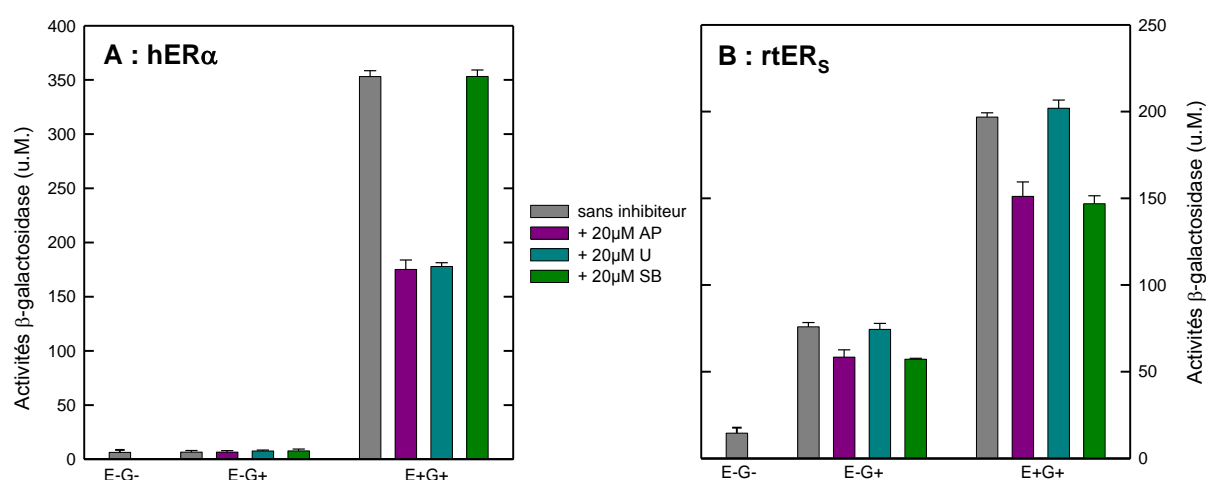 A : hERα
400
350
300
250
200
150
100
50
0
Activités β-galactosidase (u.M.)
E-G-
E-G+
E+G+
sans inhibiteur
+ 20µM AP
+ 20µM U
+ 20µM SB
B : rtERS
250
200
150
100
50
0
Activités β-galactosidase (u.M.)
E-G-
E-G+
E+G+